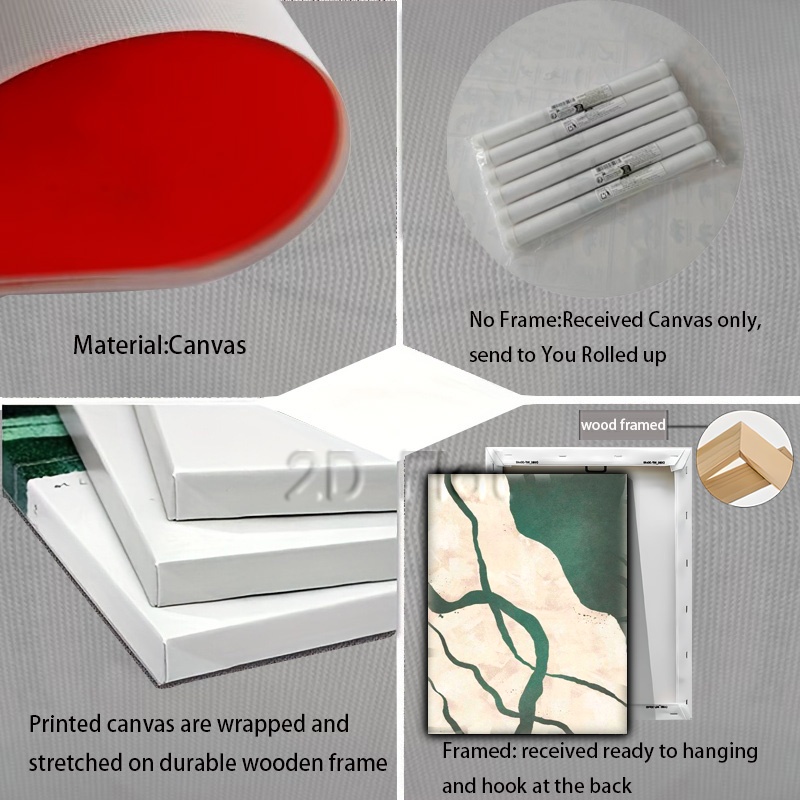 Material:Canvas
No Frame:Received Canvas only,
send to You Rolled up
wood framed
2D
Printed canvas are wrapped and
stretched on durable wooden frame
Framed: received ready to hanging
and hook at the back